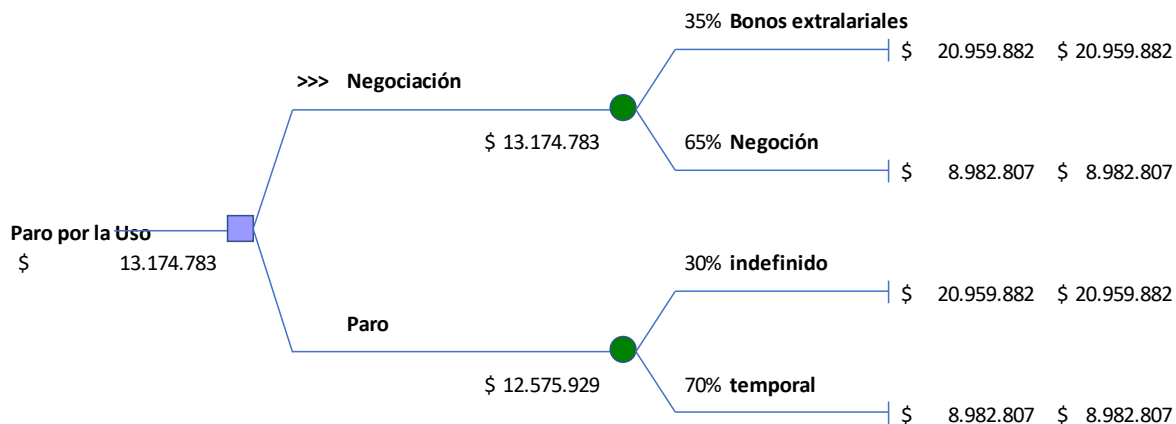 35% Bonos extralariales
$ 20.959.882 $ 20.959.882
>>> Negociación
$ 13.174.783
65% Negoción
$ 8.982.807 $ 8.982.807
Paro por la Uso
$ 13.174.783
30% indefinido
$ 20.959.882 $ 20.959.882
Paro
$ 12.575.929
70% temporal
$ 8.982.807 $ 8.982.807